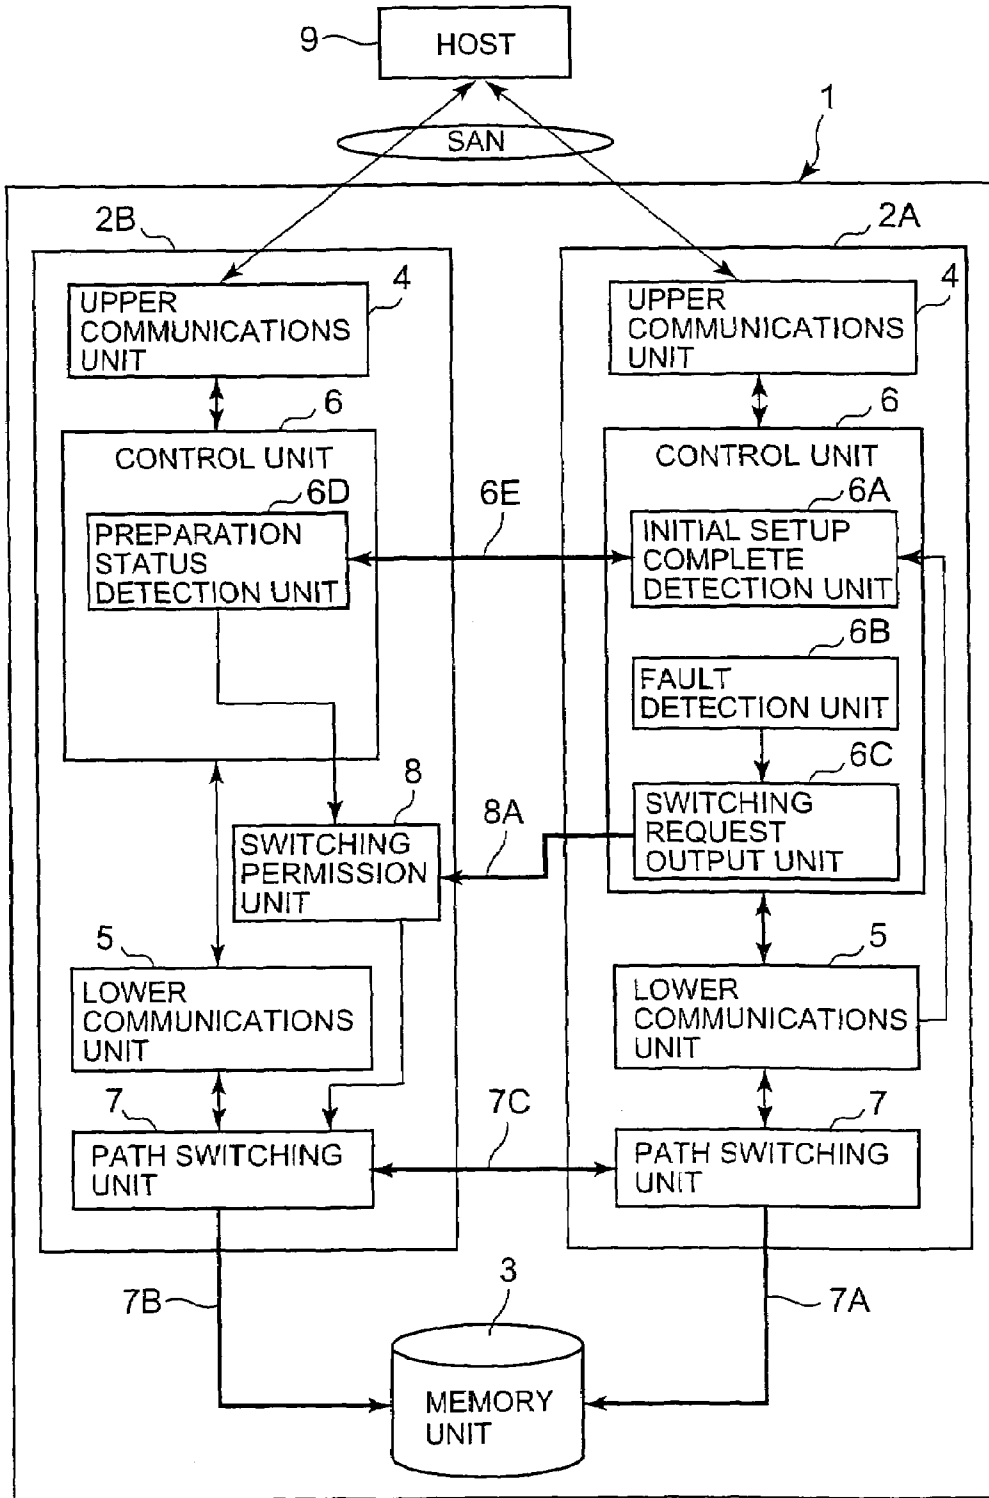 9
HOST
1
SAN
2B
2A
4
UPPER
COMMUNICATIONS
UNIT
4
UPPER
COMMUNICATIONS
UNIT
6
CONTROL UNIT
6
CONTROL UNIT
6D
PREPARATION
STATUS
DETECTION UNIT
6E
6A
INITIAL SETUP
COMPLETE
DETECTION UNIT
6B
FAULT
DETECTION UNIT
6C
SWITCHING
REQUEST
OUTPUT UNIT
8
SWITCHING
PERMISSION
UNIT
8A
5
LOWER
COMMUNICATIONS
UNIT
5
LOWER
COMMUNICATIONS
UNIT
7
PATH SWITCHING
UNIT
7C
7
PATH SWITCHING
UNIT
7B
3
7A
MEMORY
UNIT